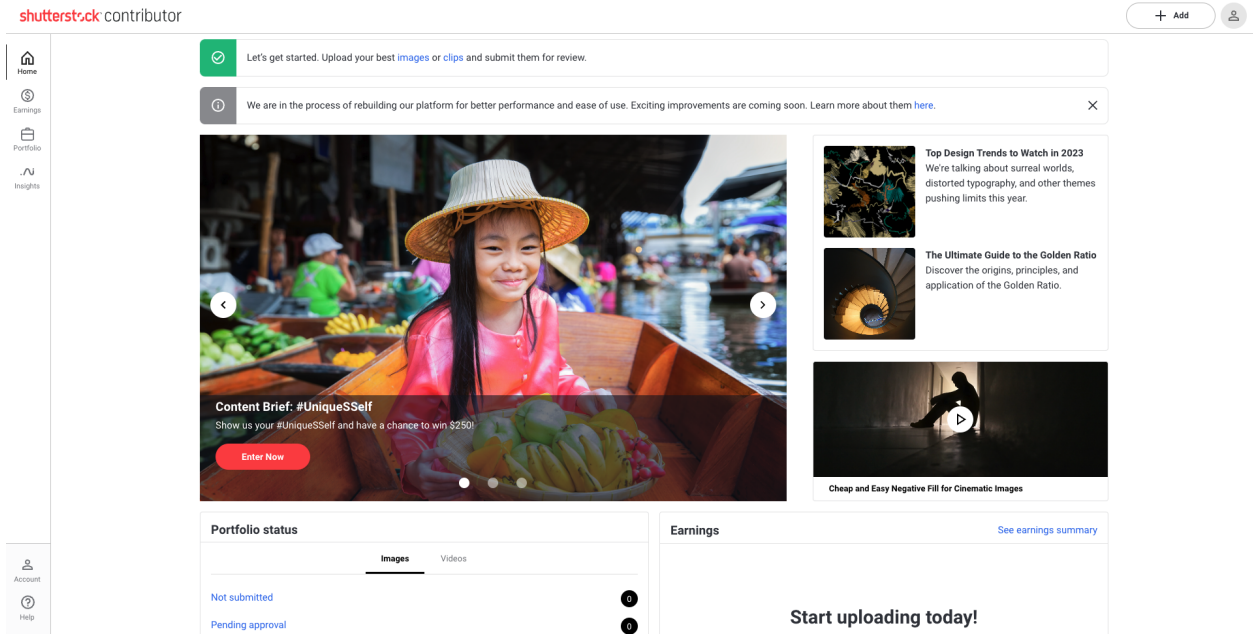 shutterstock contributor
Add
Home
Earnings
Portfolio
Insights
Account
Help
Let's get started. Upload your best images or clips and submit them for review.
We are in the process of rebuilding our platform for better performance and ease of use. Exciting improvements are coming soon. Learn more about them here.
Content Brief: #UniqueSSelf
Show us your #UniqueSSelf and have a chance to win $250!
Enter Now
Top Design Trends to Watch in 2023
We're talking about surreal worlds,
distorted typography, and other themes
pushing limits this year.
The Ultimate Guide to the Golden Ratio
Discover the origins, principles, and
application of the Golden Ratio.
Cheap and Easy Negative Fill for Cinematic Images
Portfolio status
Images Videos
Not submitted 0
Pending approval 0
Earnings See earnings summary
Start uploading today!